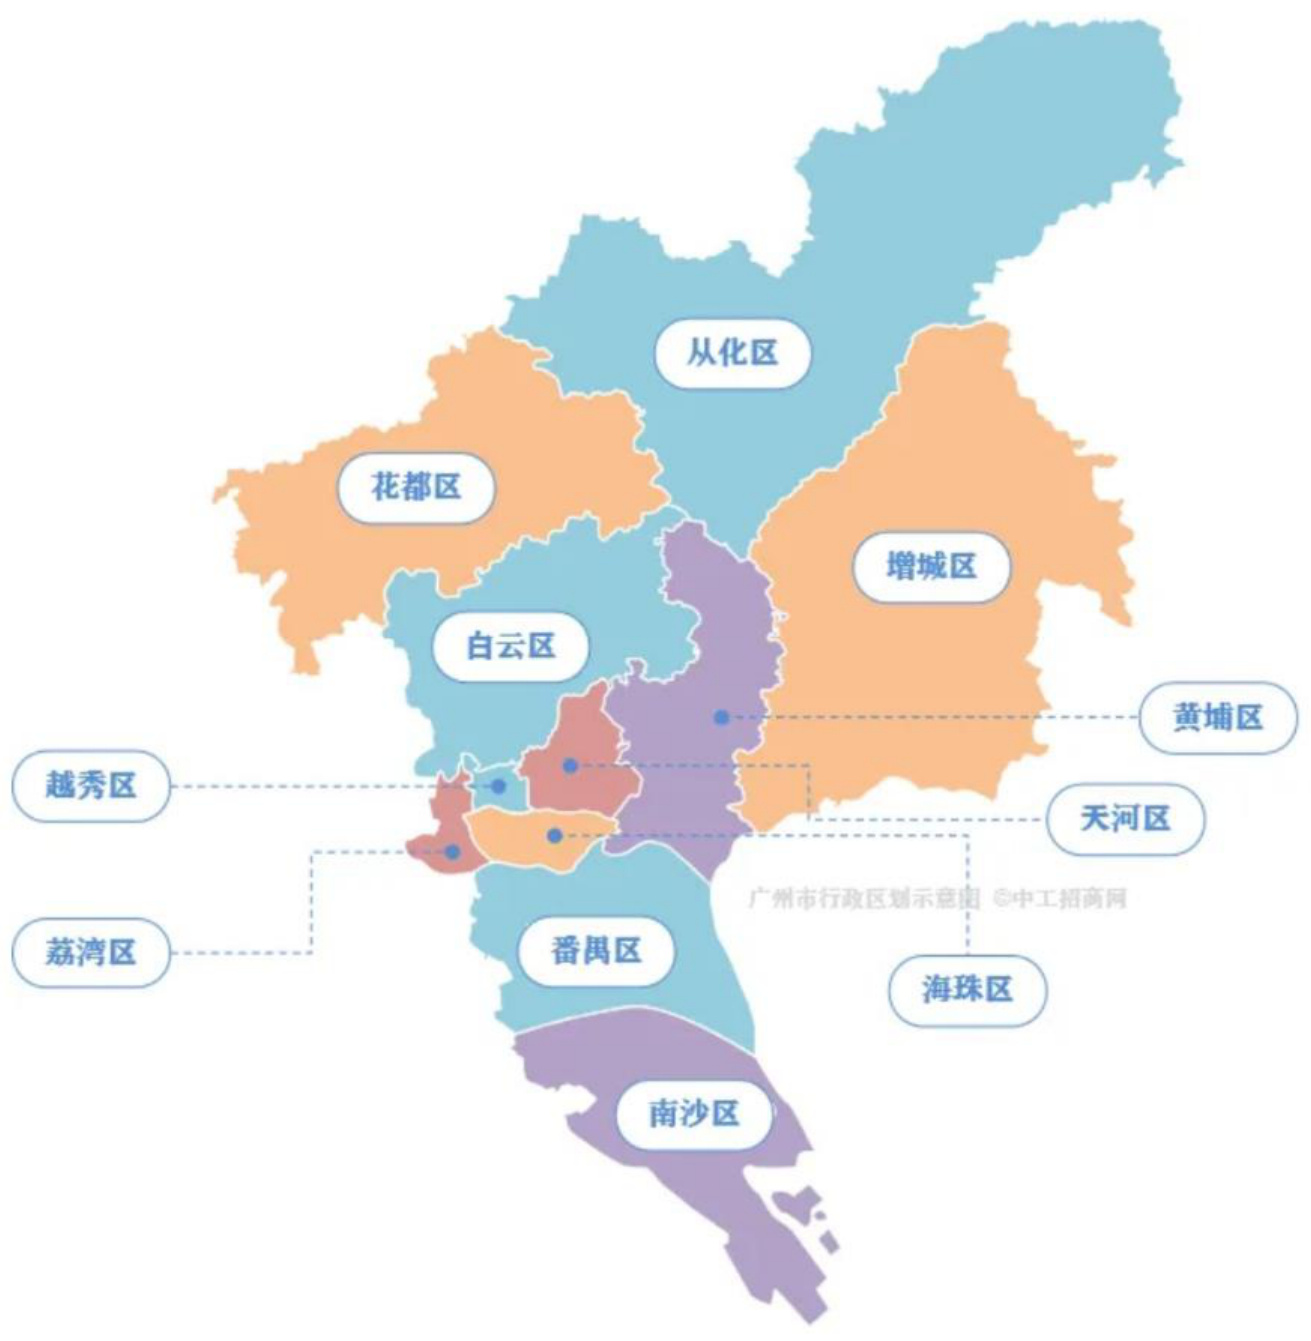 从化区
花都区
增城区
白云区
黄埔区
越秀区
天河区
广州市行政区划示意图 ©中工招商网
荔湾区
番禺区
海珠区
南沙区